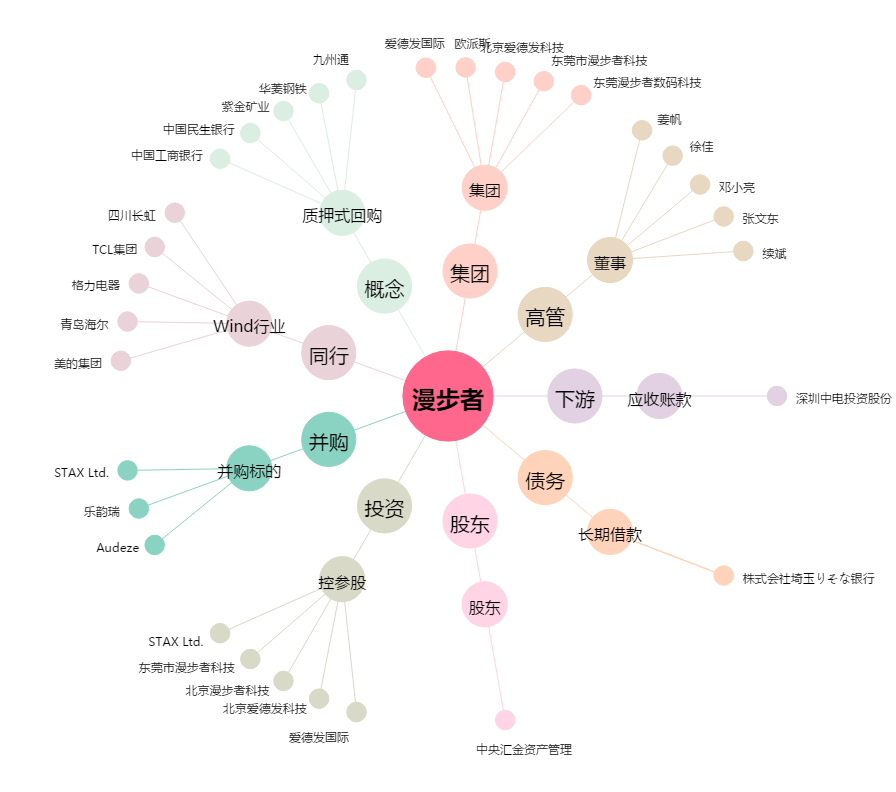 爱德发国际
欧派斯
北京爱德发科技
东莞市漫步者科技
东莞漫步者数码科技
九州通
华菱钢铁
紫金矿业
中国民生银行
中国工商银行
姜帆
徐佳
邓小亮
张文东
续斌
集团
质押式回购
董事
四川长虹
TCL集团
格力电器
青岛海尔
美的集团
集团
概念
高管
Wind行业
同行
漫步者
下游
应收账款
深圳中电投资股份
并购
并购标的
STAX Ltd.
乐韵瑞
Audeze
投资
股东
债务
长期借款
株式会社埼玉りそな银行
控参股
股东
STAX Ltd.
东莞市漫步者科技
北京漫步者科技
北京爱德发科技
爱德发国际
中央汇金资产管理